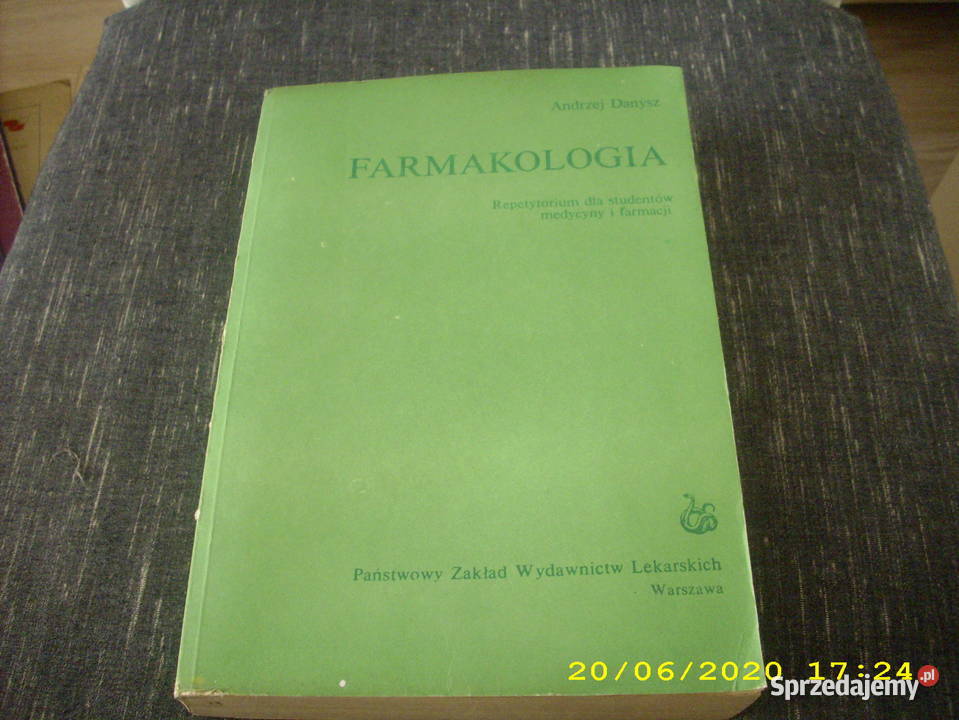 Andrzej Danysz
FARMAKOLOGIA
Repetytorium dla studentów
medycyny i farmacji
Państwowy Zakład Wydawnictw Lekarskich
Warszawa
20/06/2020 17:24
Sprzedajemy.pl